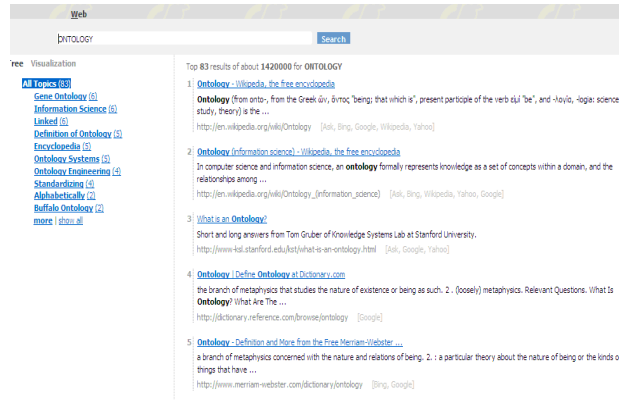 Web
ONTOLOGY
Search
Tree Visualization
All Topics (83)
Gene Ontology (6)
Information Science (6)
Linked (6)
Definition of Ontology (5)
Encyclopedia (5)
Ontology Systems (5)
Ontology Engineering (4)
Standardizing (4)
Alphabetically (2)
Buffalo Ontology (2)
more | show all
Top 83 results of about 1420000 for ONTOLOGY
1 Ontology - Wikipedia, the free encyclopedia
Ontology (from onto-, from the Greek ὤν, ὄντος "being; that which is", present participle of the verb εἰμί "be", and -λογία, -logia: science,
study, theory) is the ...
http://en.wikipedia.org/wiki/Ontology [Ask, Bing, Google, Wikipedia, Yahoo]
2 Ontology (information science) - Wikipedia, the free encyclopedia
In computer science and information science, an ontology formally represents knowledge as a set of concepts within a domain, and the
relationships among ...
http://en.wikipedia.org/wiki/Ontology_(information_science) [Ask, Bing, Wikipedia, Yahoo, Google]
3 What is an Ontology?
Short and long answers from Tom Gruber of Knowledge Systems Lab at Stanford University.
http://www-ksl.stanford.edu/kst/what-is-an-ontology.html [Ask, Google, Yahoo]
4 Ontology | Define Ontology at Dictionary.com
the branch of metaphysics that studies the nature of existence or being as such. 2 . (loosely) metaphysics. Relevant Questions. What Is
Ontology? What Are The ...
http://dictionary.reference.com/browse/ontology [Google]
5 Ontology - Definition and More from the Free Merriam-Webster ...
a branch of metaphysics concerned with the nature and relations of being. 2. : a particular theory about the nature of being or the kinds o
things that have ...
http://www.merriam-webster.com/dictionary/ontology [Bing, Google]